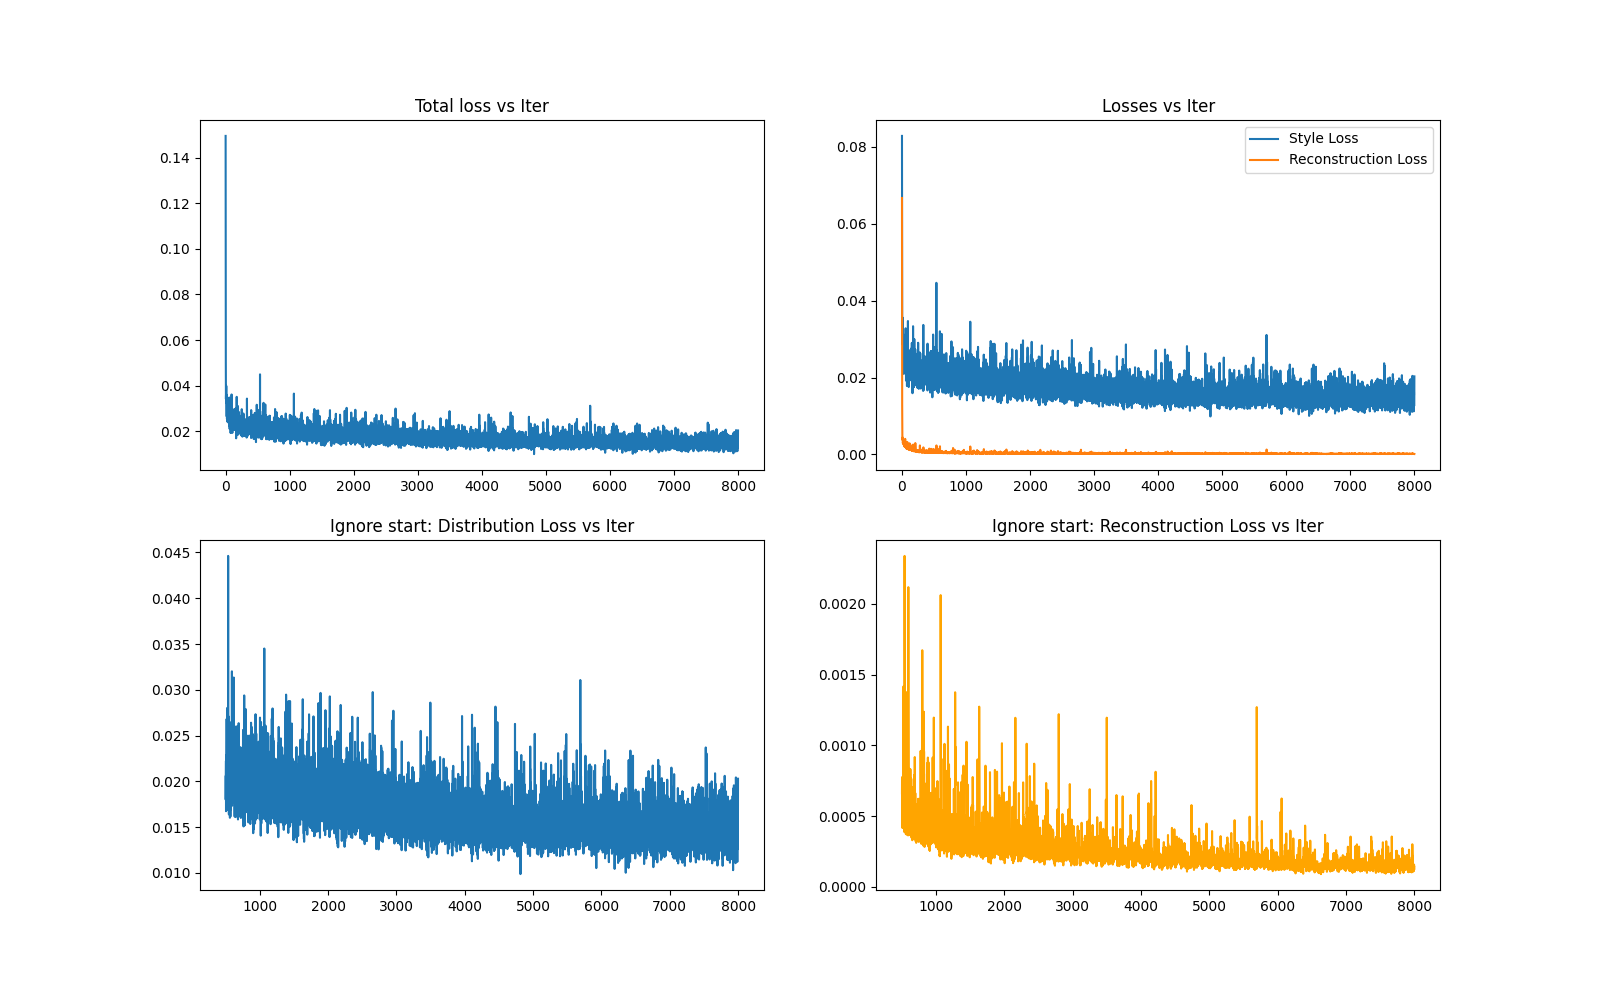 Total loss vs Iter
0.14
0.12
0.10
0.08
0.06
0.04
0.02
0 1000 2000 3000 4000 5000 6000 7000 8000
Losses vs Iter
Style Loss
Reconstruction Loss
0.08
0.06
0.04
0.02
0.00
0 1000 2000 3000 4000 5000 6000 7000 8000
Ignore start: Distribution Loss vs Iter
0.045
0.040
0.035
0.030
0.025
0.020
0.015
0.010
1000 2000 3000 4000 5000 6000 7000 8000
Ignore start: Reconstruction Loss vs Iter
0.0020
0.0015
0.0010
0.0005
0.0000
1000 2000 3000 4000 5000 6000 7000 8000